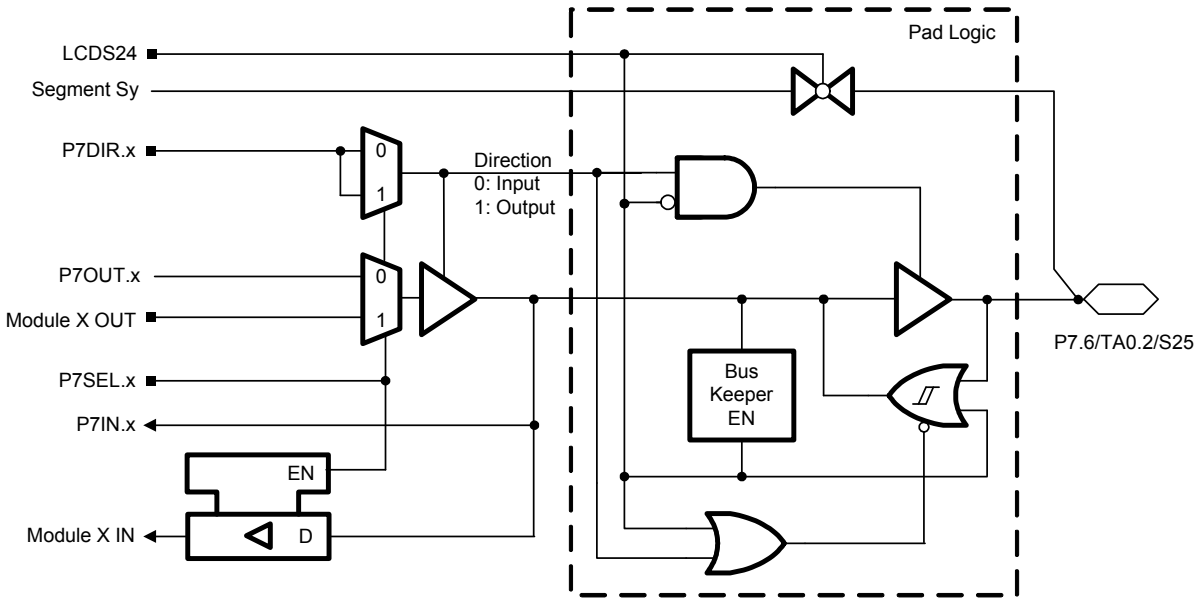 Pad Logic
LCDS24
Segment Sy
P7DIR.x
0
1
Direction
0: Input
1: Output
P7OUT.x
0
Module X OUT
1
P7.6/TA0.2/S25
P7SEL.x
Bus
Keeper
EN
P7IN.x
EN
Module X IN
D